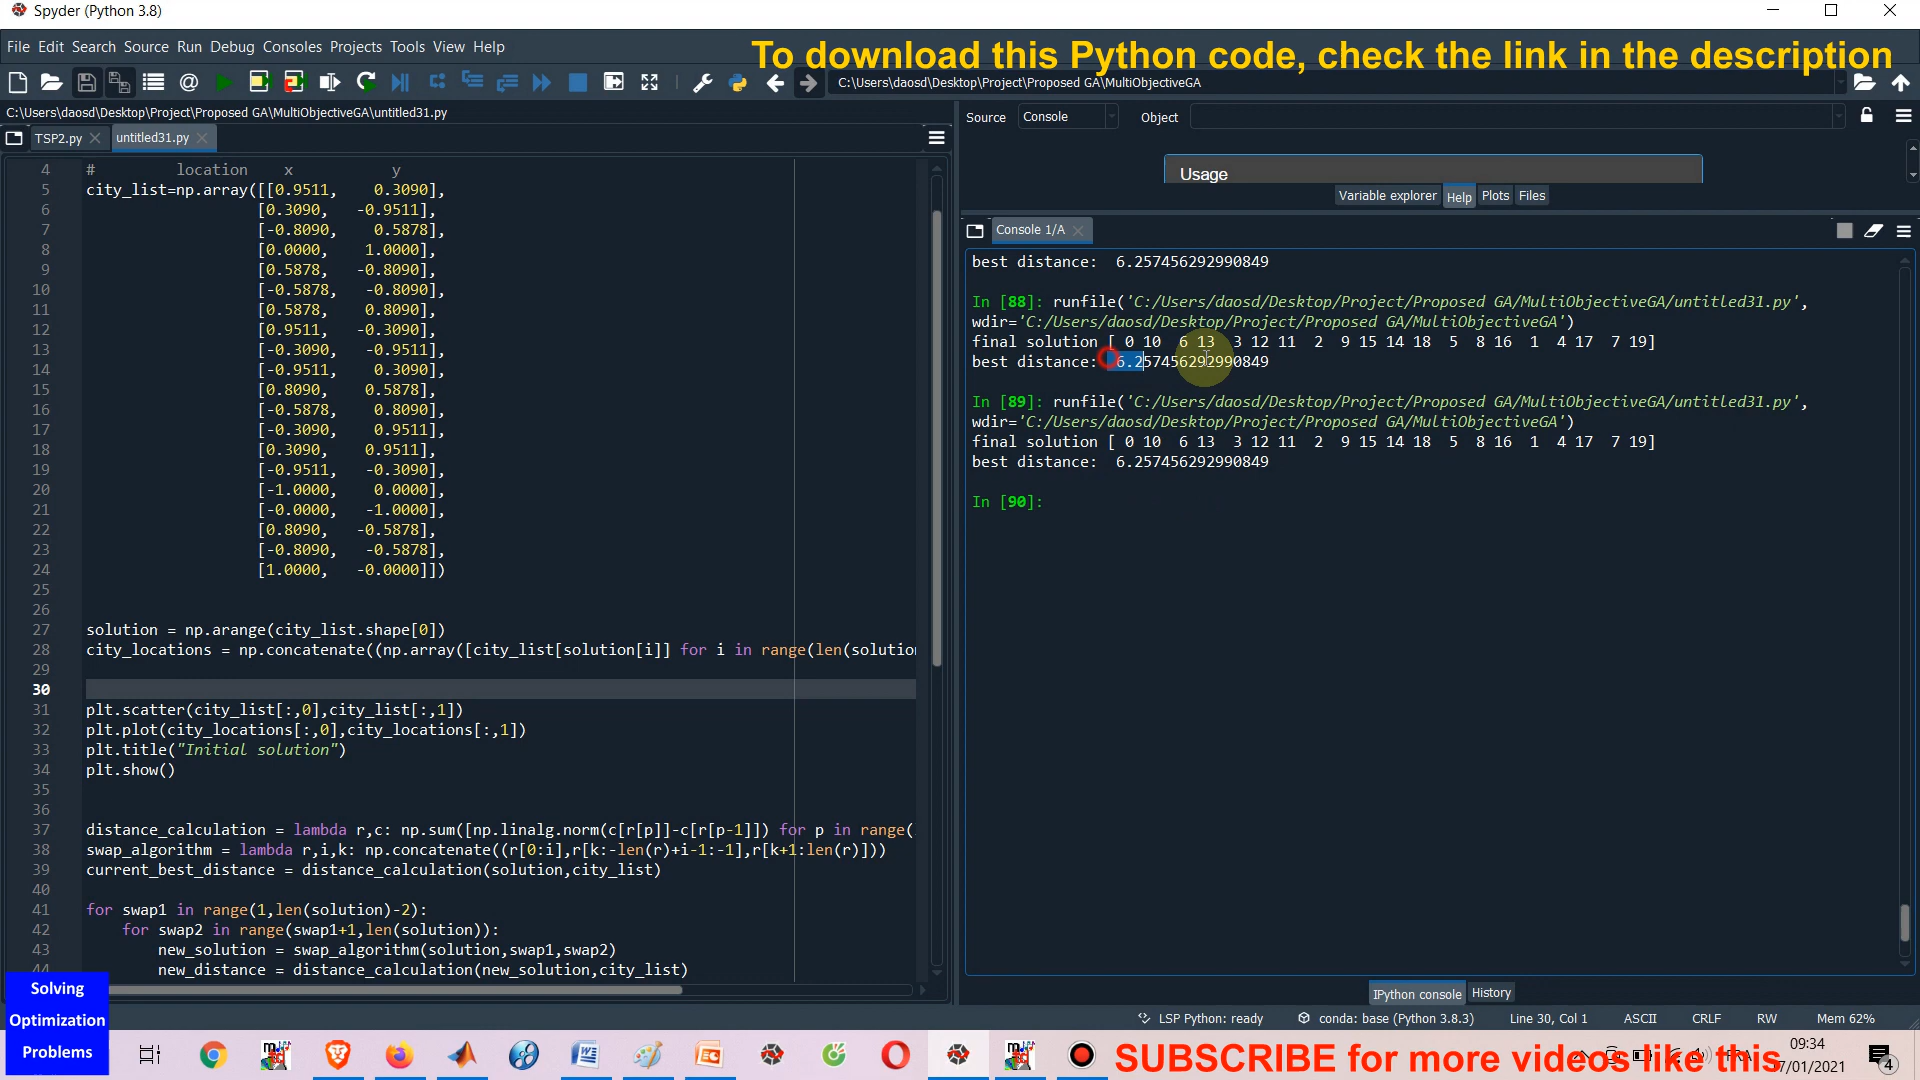 Spyder (Python 3.8)
File Edit Search Source Run Debug Consoles Projects Tools View Help
To download this Python code, check the link in the description
C:\Users\daosd\Desktop\Project\Proposed GA\MultiObjectiveGA
C:\Users\daosd\Desktop\Project\Proposed GA\MultiObjectiveGA\untitled31.py
TSP2.py untitled31.py
Source Console Object
Usage
Variable explorer Help Plots Files
4 # location x y
5 city_list=np.array([[0.9511, 0.3090],
6 [0.3090, -0.9511],
7 [-0.8090, 0.5878],
8 [0.0000, 1.0000],
9 [0.5878, -0.8090],
10 [-0.5878, -0.8090],
11 [0.5878, 0.8090],
12 [0.9511, -0.3090],
13 [-0.3090, -0.9511],
14 [-0.9511, 0.3090],
15 [0.8090, 0.5878],
16 [-0.5878, 0.8090],
17 [-0.3090, 0.9511],
18 [0.3090, 0.9511],
19 [-0.9511, -0.3090],
20 [-1.0000, 0.0000],
21 [-0.0000, -1.0000],
22 [0.8090, -0.5878],
23 [-0.8090, -0.5878],
24 [1.0000, -0.0000]])
25
26
27 solution = np.arange(city_list.shape[0])
28 city_locations = np.concatenate((np.array([city_list[solution[i]] for i in range(len(solution
29
30
31 plt.scatter(city_list[:,0],city_list[:,1])
32 plt.plot(city_locations[:,0],city_locations[:,1])
33 plt.title("Initial solution")
34 plt.show()
35
36
37 distance_calculation = lambda r,c: np.sum([np.linalg.norm(c[r[p]]-c[r[p-1]]) for p in range(
38 swap_algorithm = lambda r,i,k: np.concatenate((r[0:i],r[k:-len(r)+i-1:-1],r[k+1:len(r)]))
39 current_best_distance = distance_calculation(solution,city_list)
40
41 for swap1 in range(1,len(solution)-2):
42 for swap2 in range(swap1+1,len(solution)):
43 new_solution = swap_algorithm(solution,swap1,swap2)
44 new_distance = distance_calculation(new_solution,city_list)
Console 1/A
best distance: 6.257456292990849
In [88]: runfile('C:/Users/daosd/Desktop/Project/Proposed GA/MultiObjectiveGA/untitled31.py',
wdir='C:/Users/daosd/Desktop/Project/Proposed GA/MultiObjectiveGA')
final solution [ 0 10 6 13 3 12 11 2 9 15 14 18 5 8 16 1 4 17 7 19]
best distance: 6.257456292990849
In [89]: runfile('C:/Users/daosd/Desktop/Project/Proposed GA/MultiObjectiveGA/untitled31.py',
wdir='C:/Users/daosd/Desktop/Project/Proposed GA/MultiObjectiveGA')
final solution [ 0 10 6 13 3 12 11 2 9 15 14 18 5 8 16 1 4 17 7 19]
best distance: 6.257456292990849
In [90]:
IPython console History
LSP Python: ready conda: base (Python 3.8.3) Line 30, Col 1 ASCII CRLF RW Mem 62%
Solving
Optimization
Problems
SUBSCRIBE for more videos like this
09:34
17/01/2021
4